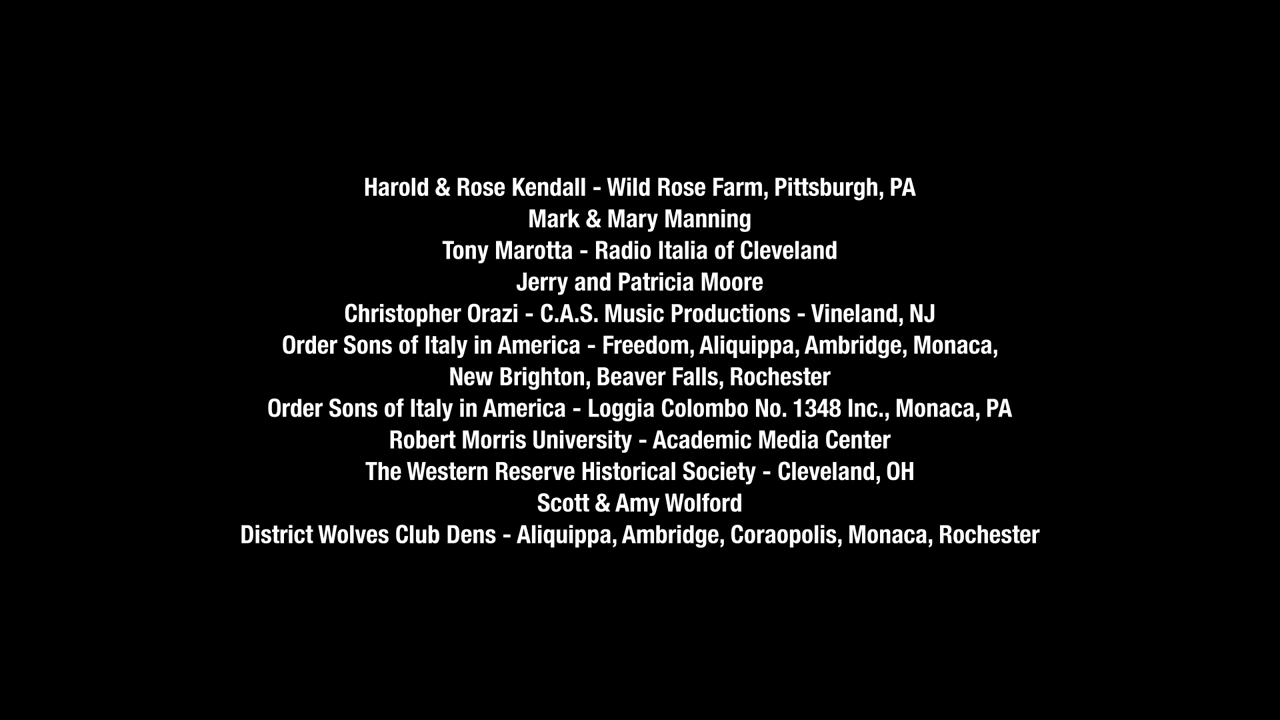 Harold & Rose Kendall - Wild Rose Farm, Pittsburgh, PA
Mark & Mary Manning
Tony Marotta - Radio Italia of Cleveland
Jerry and Patricia Moore
Christopher Orazi - C.A.S. Music Productions - Vineland, NJ
Order Sons of Italy in America - Freedom, Aliquippa, Ambridge, Monaca,
New Brighton, Beaver Falls, Rochester
Order Sons of Italy in America - Loggia Colombo No. 1348 Inc., Monaca, PA
Robert Morris University - Academic Media Center
The Western Reserve Historical Society - Cleveland, OH
Scott & Amy Wolford
District Wolves Club Dens - Aliquippa, Ambridge, Coraopolis, Monaca, Rochester